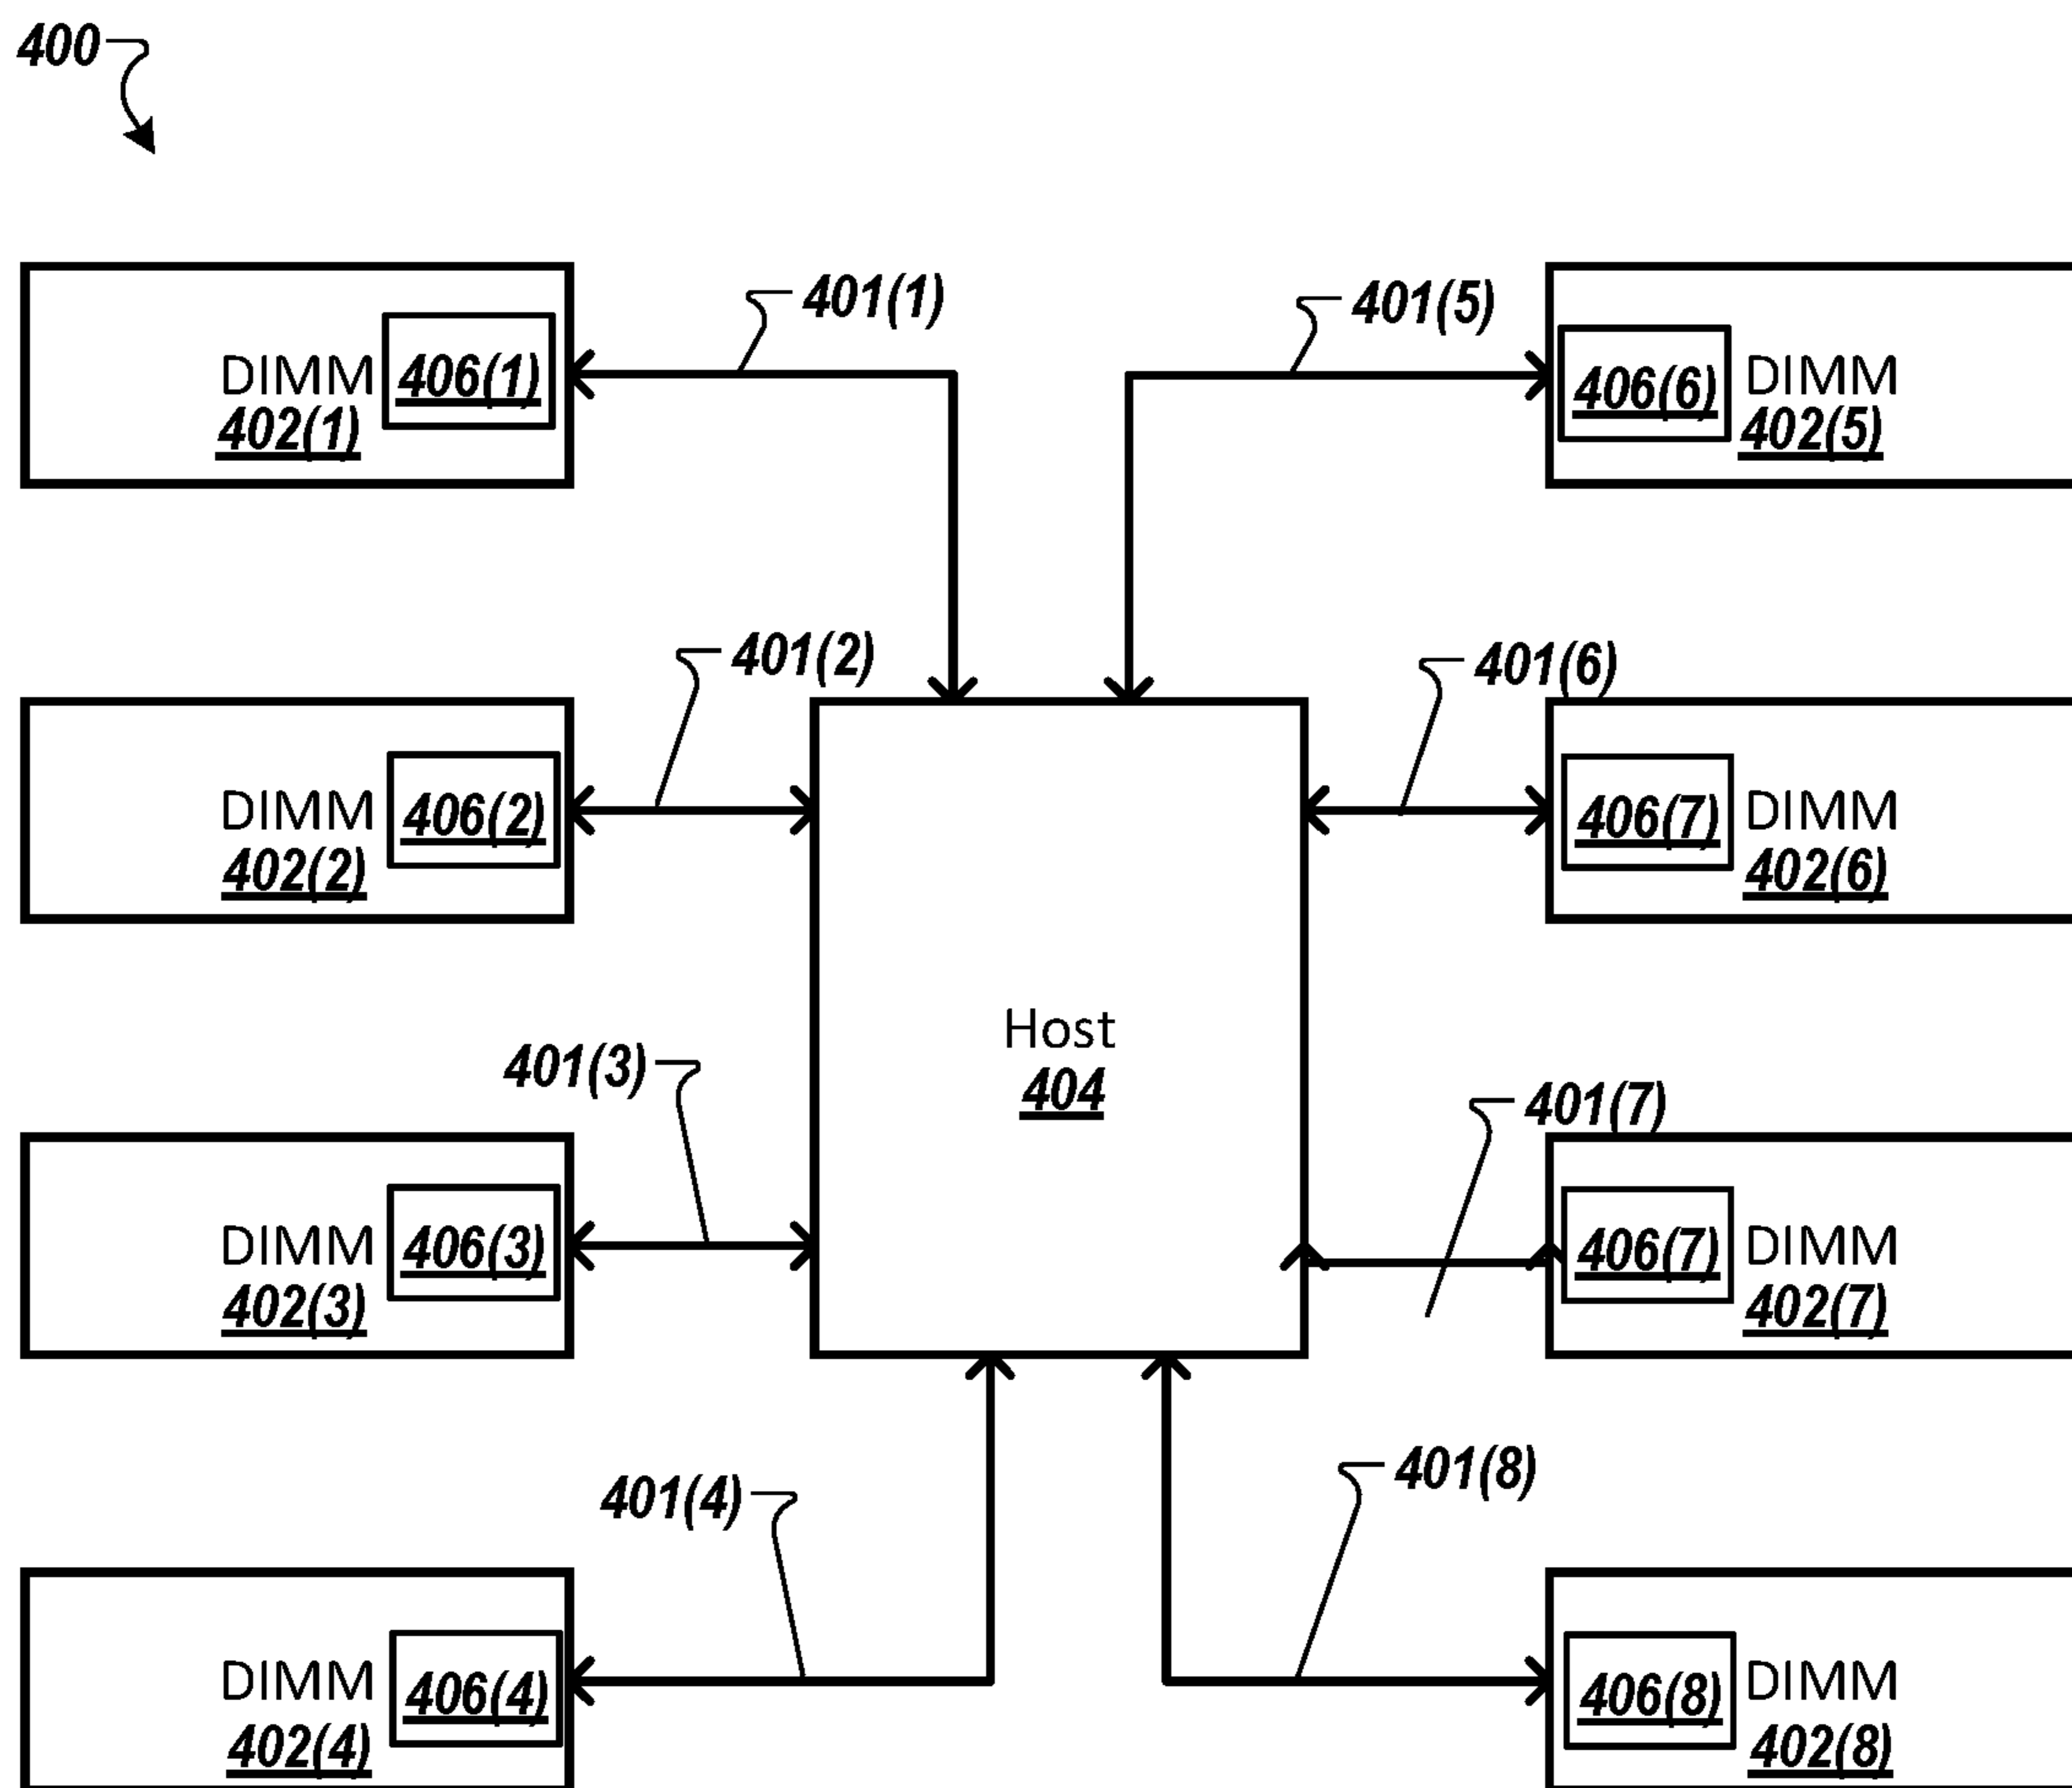 400
401(1)
401(5)
DIMM
406(1)
402(1)
406(6)
DIMM
402(5)
401(2)
401(6)
DIMM
406(2)
402(2)
406(7)
DIMM
402(6)
Host
404
401(3)
401(7)
DIMM
406(3)
402(3)
406(7)
DIMM
402(7)
401(4)
401(8)
DIMM
406(4)
402(4)
406(8)
DIMM
402(8)